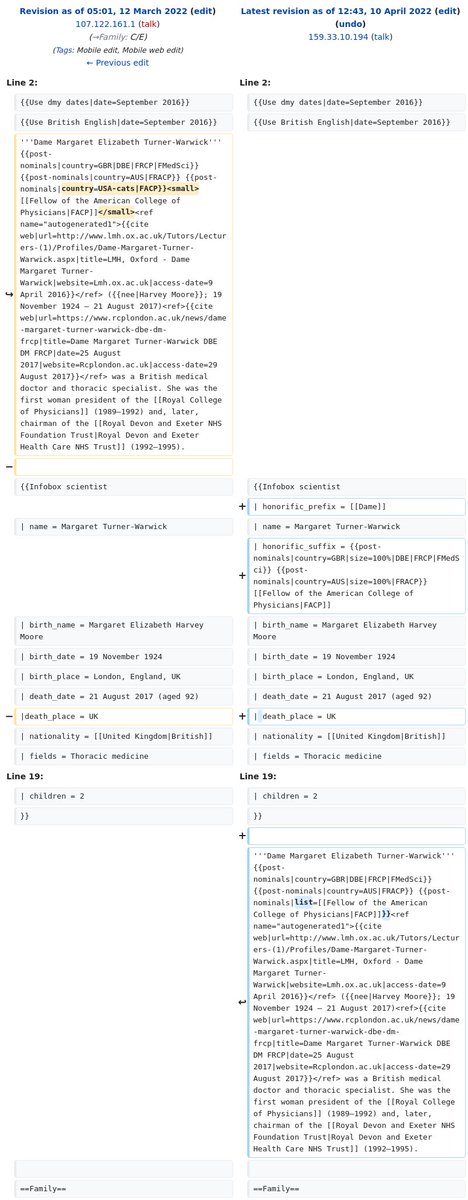 Revision as of 05:01, 12 March 2022 (edit)
107.122.161.1 (talk)
(→Family: C/E)
(Tags: Mobile edit, Mobile web edit)
← Previous edit
Latest revision as of 12:43, 10 April 2022 (edit)
(undo)
159.33.10.194 (talk)
Line 2:
Line 2:
{{Use dmy dates|date=September 2016}}
{{Use dmy dates|date=September 2016}}
{{Use British English|date=September 2016}}
{{Use British English|date=September 2016}}
'''Dame Margaret Elizabeth Turner-Warwick'''
{{post-
nominals|country=GBR|DBE|FRCP|FMedSci}}
{{post-nominals|country=AUS|FRACP}} {{post-
nominals|country=USA-cats|FACP}}<small>
[[Fellow of the American College of
Physicians|FACP]]</small><ref
name="autogenerated1">{{cite
web|url=http://www.lmh.ox.ac.uk/Tutors/Lectur
ers-(1)/Profiles/Dame-Margaret-Turner-
Warwick.aspx|title=LMH, Oxford - Dame
Margaret Turner-
Warwick|website=Lmh.ox.ac.uk|access-date=9
April 2016}}</ref> ({{nee|Harvey Moore}}; 19
November 1924 – 21 August 2017)<ref>{{cite
web|url=https://www.rcplondon.ac.uk/news/dame
-margaret-turner-warwick-dbe-dm-
frcp|title=Dame Margaret Turner-Warwick DBE
DM FRCP|date=25 August
2017|website=Rcplondon.ac.uk|access-date=29
August 2017}}</ref> was a British medical
doctor and thoracic specialist. She was the
first woman president of the [[Royal College
of Physicians]] (1989–1992) and, later,
chairman of the [[Royal Devon and Exeter NHS
Foundation Trust|Royal Devon and Exeter
Health Care NHS Trust]] (1992–1995).
−
{{Infobox scientist
{{Infobox scientist
+ | honorific_prefix = [[Dame]]
| name = Margaret Turner-Warwick
| name = Margaret Turner-Warwick
+ | honorific_suffix = {{post-
nominals|country=GBR|size=100%|DBE|FRCP|FMedS
ci}} {{post-
nominals|country=AUS|size=100%|FRACP}}
[[Fellow of the American College of
Physicians|FACP]]
| birth_name = Margaret Elizabeth Harvey
Moore
| birth_name = Margaret Elizabeth Harvey
Moore
| birth_date = 19 November 1924
| birth_date = 19 November 1924
| birth_place = London, England, UK
| birth_place = London, England, UK
| death_date = 21 August 2017 (aged 92)
| death_date = 21 August 2017 (aged 92)
− |death_place = UK
+ | death_place = UK
| nationality = [[United Kingdom|British]]
| nationality = [[United Kingdom|British]]
| fields = Thoracic medicine
| fields = Thoracic medicine
Line 19:
Line 19:
| children = 2
| children = 2
}}
}}
+
'''Dame Margaret Elizabeth Turner-Warwick'''
{{post-
nominals|country=GBR|DBE|FRCP|FMedSci}}
{{post-nominals|country=AUS|FRACP}} {{post-
nominals|list=[[Fellow of the American
College of Physicians|FACP]]}}<ref
name="autogenerated1">{{cite
web|url=http://www.lmh.ox.ac.uk/Tutors/Lectur
ers-(1)/Profiles/Dame-Margaret-Turner-
Warwick.aspx|title=LMH, Oxford - Dame
Margaret Turner-
Warwick|website=Lmh.ox.ac.uk|access-date=9
April 2016}}</ref> ({{nee|Harvey Moore}}; 19
November 1924 – 21 August 2017)<ref>{{cite
web|url=https://www.rcplondon.ac.uk/news/dame
-margaret-turner-warwick-dbe-dm-
frcp|title=Dame Margaret Turner-Warwick DBE
DM FRCP|date=25 August
2017|website=Rcplondon.ac.uk|access-date=29
August 2017}}</ref> was a British medical
doctor and thoracic specialist. She was the
first woman president of the [[Royal College
of Physicians]] (1989–1992) and, later,
chairman of the [[Royal Devon and Exeter NHS
Foundation Trust|Royal Devon and Exeter
Health Care NHS Trust]] (1992–1995).
==Family==
==Family==